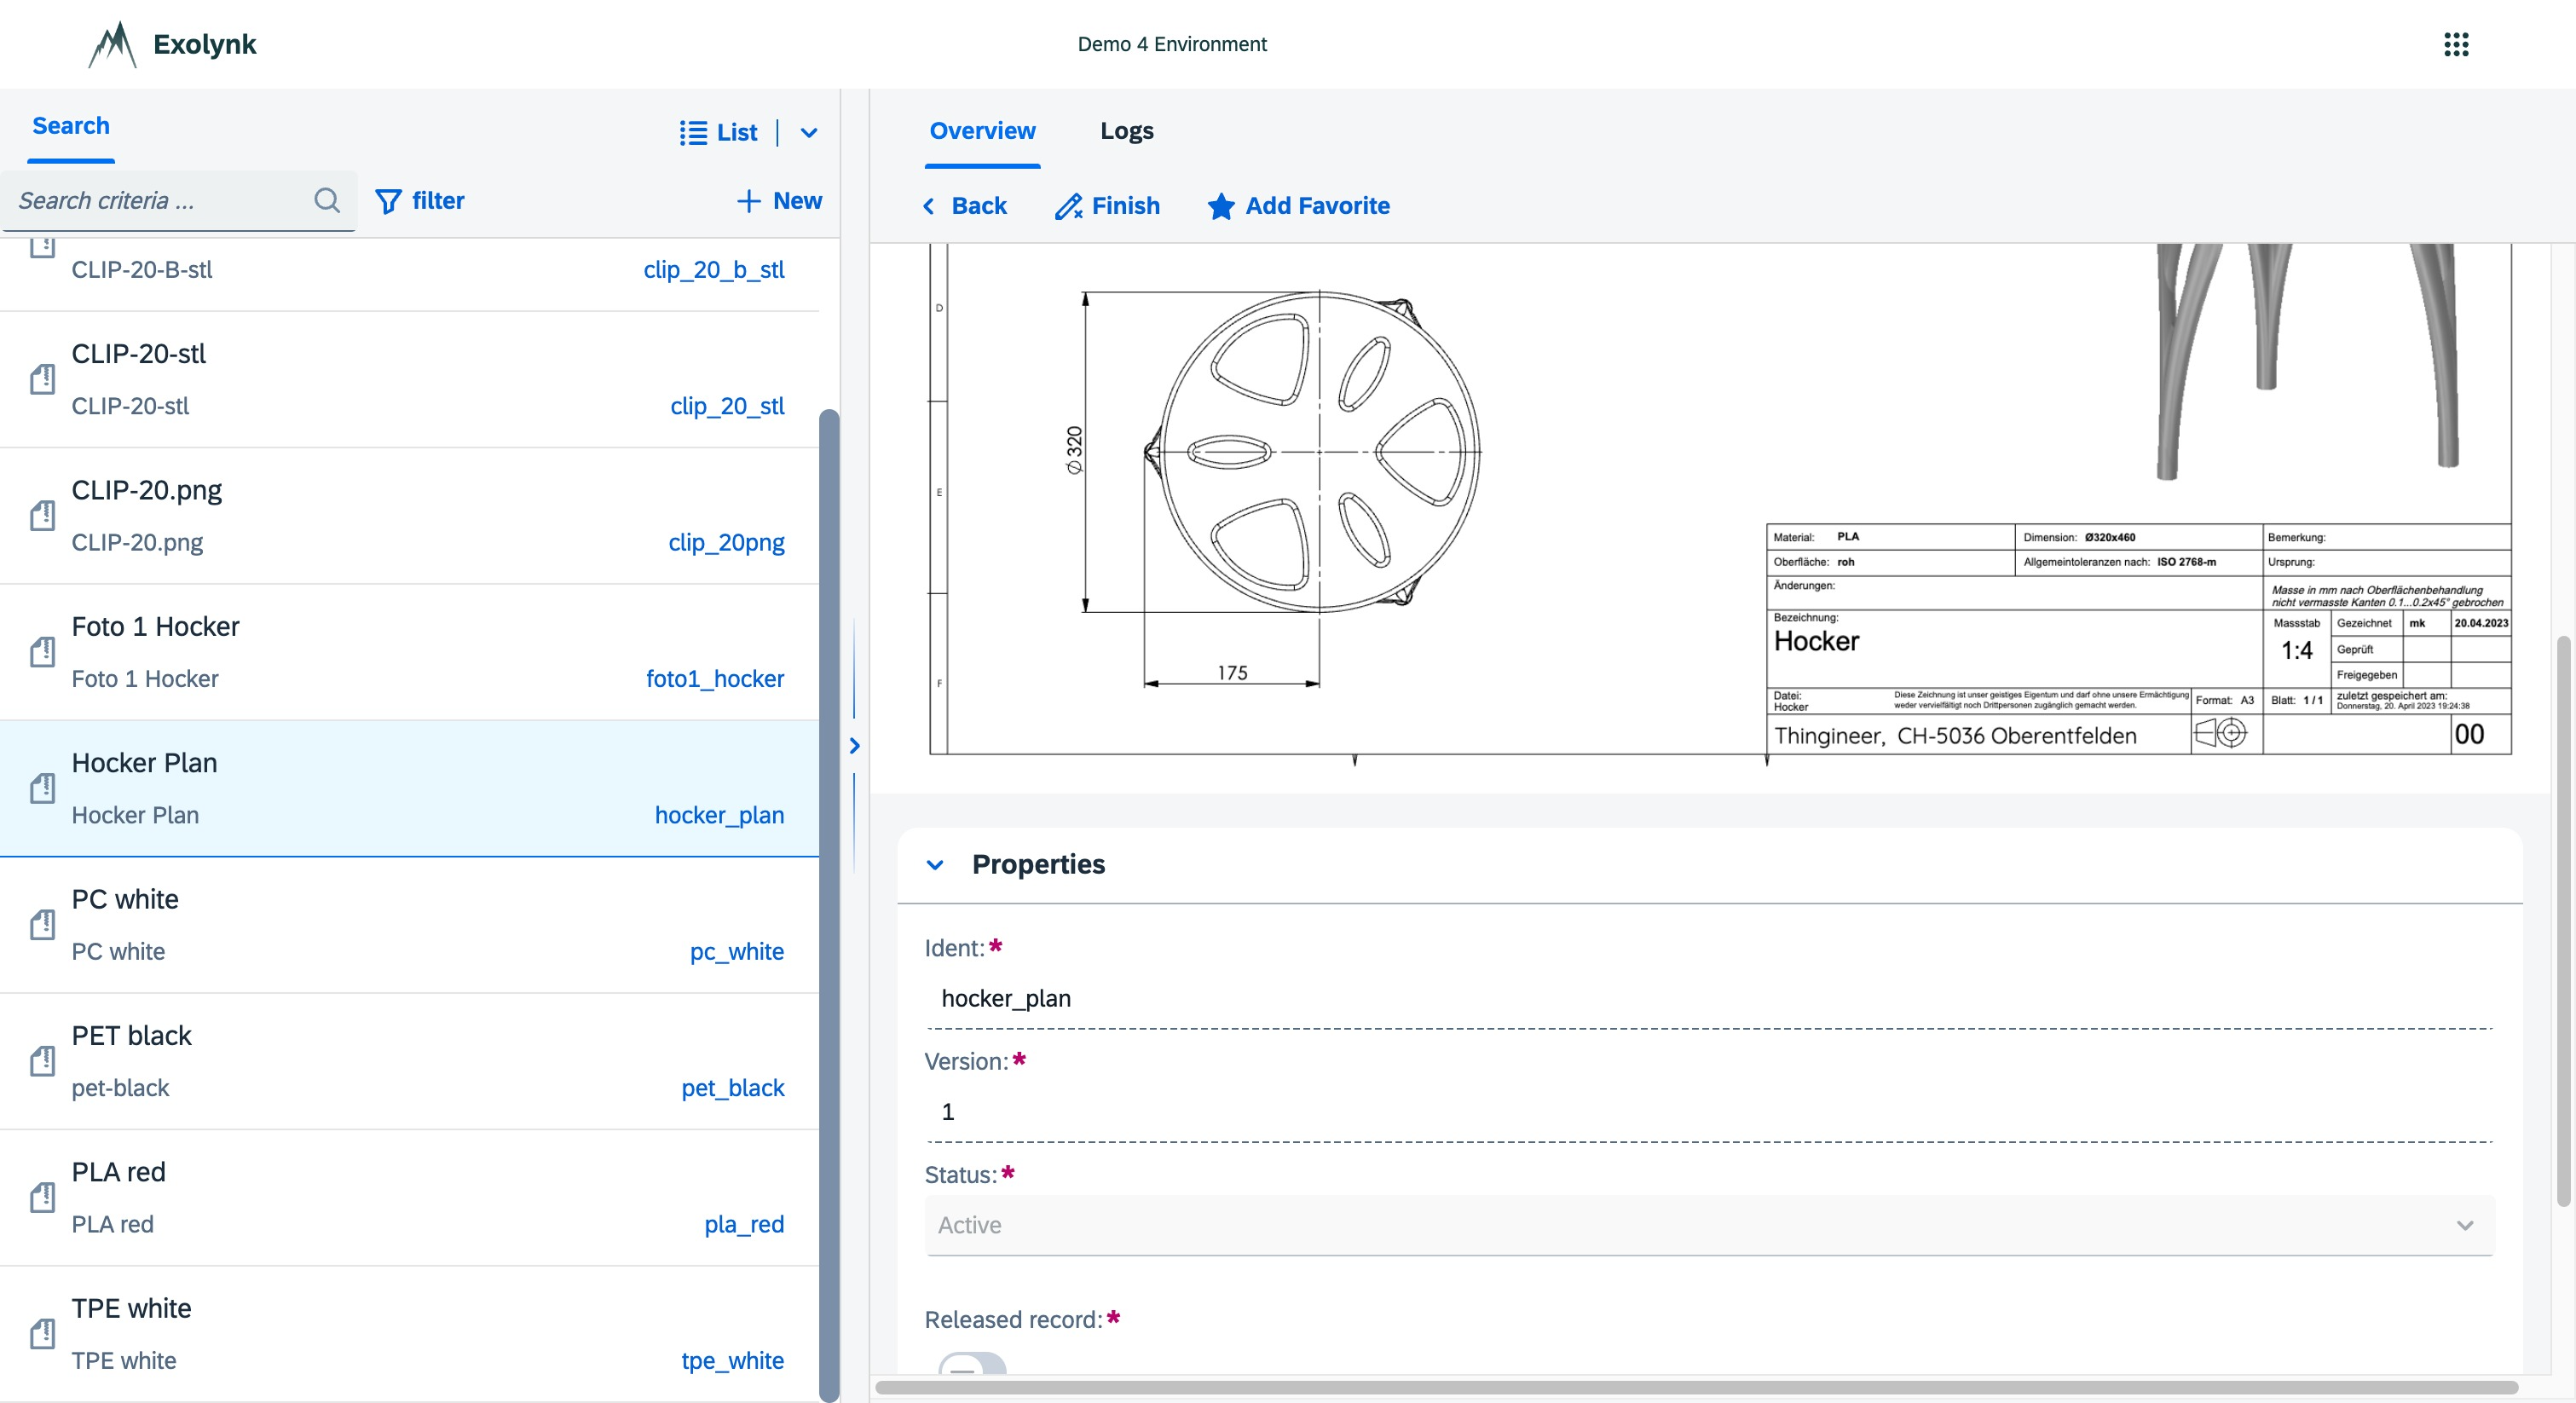 Exolynk
Demo 4 Environment
Search
List
Search criteria ...
filter
New
CLIP-20-B-stl
clip_20_b_stl
CLIP-20-stl
CLIP-20-stl
clip_20_stl
CLIP-20.png
CLIP-20.png
clip_20png
Foto 1 Hocker
Foto 1 Hocker
foto1_hocker
Hocker Plan
Hocker Plan
hocker_plan
PC white
PC white
pc_white
PET black
pet-black
pet_black
PLA red
PLA red
pla_red
TPE white
TPE white
tpe_white
Overview
Logs
Back
Finish
Add Favorite
D
E
F
Ø320
175
Material: PLA
Dimension: Ø320x460
Bemerkung:
Oberfläche: roh
Allgemeintoleranzen nach: ISO 2768-m
Ursprung:
Änderungen:
Masse in mm nach Oberflächenbehandlung
nicht vermasste Kanten 0.1...0.2x45° gebrochen
Bezeichnung:
Hocker
Massstab
1:4
Gezeichnet mk 20.04.2023
Geprüft
Freigegeben
Datei:
Hocker
Diese Zeichnung ist unser geistiges Eigentum und darf ohne unsere Ermächtigung
weder vervielfältigt noch Drittpersonen zugänglich gemacht werden.
Format: A3
Blatt: 1 / 1
zuletzt gespeichert am:
Donnerstag, 20. April 2023 19:24:38
Thingineer, CH-5036 Oberentfelden
00
Properties
Ident:*
hocker_plan
Version:*
1
Status:*
Active
Released record:*